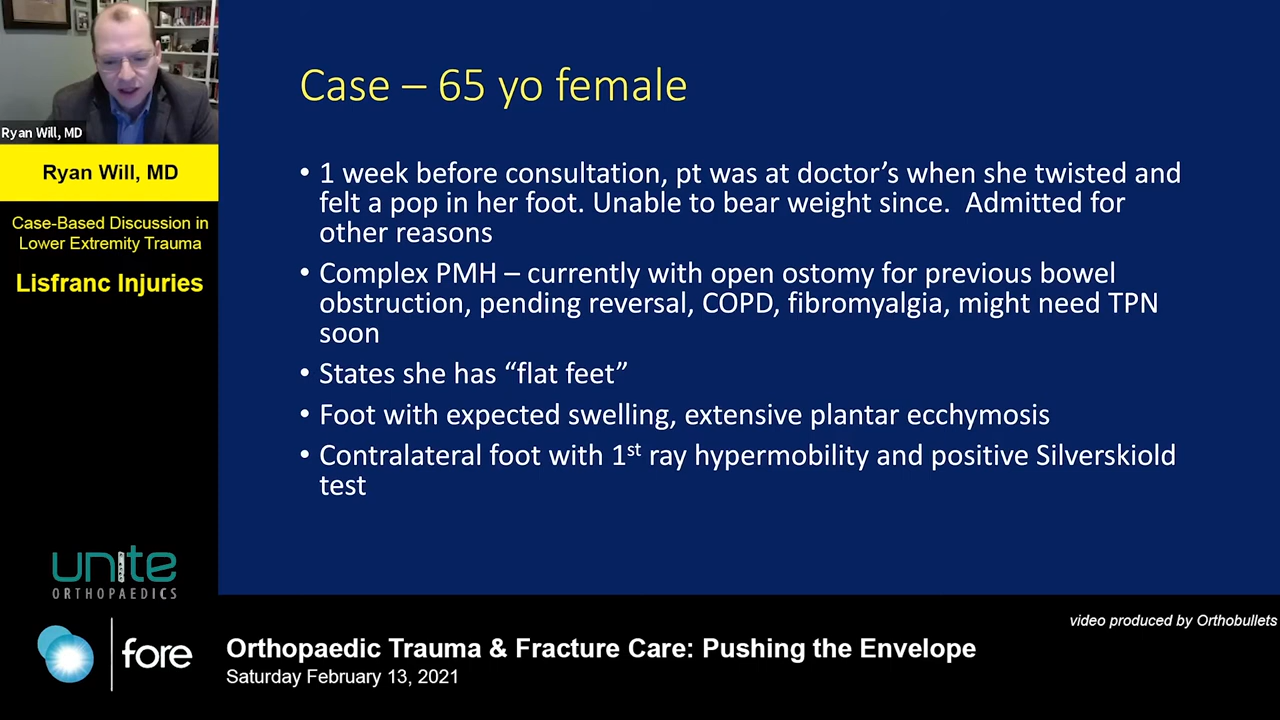 Ryan Will, MD
Ryan Will, MD
Case-Based Discussion in
Lower Extremity Trauma
Lisfranc Injuries
unite
ORTHOPAEDICS
Case – 65 yo female
• 1 week before consultation, pt was at doctor's when she twisted and
felt a pop in her foot. Unable to bear weight since.  Admitted for
other reasons
• Complex PMH – currently with open ostomy for previous bowel
obstruction, pending reversal, COPD, fibromyalgia, might need TPN
soon
• States she has “flat feet”
• Foot with expected swelling, extensive plantar ecchymosis
• Contralateral foot with 1st ray hypermobility and positive Silverskiold
test
video produced by Orthobullets
fore
Orthopaedic Trauma & Fracture Care: Pushing the Envelope
Saturday February 13, 2021